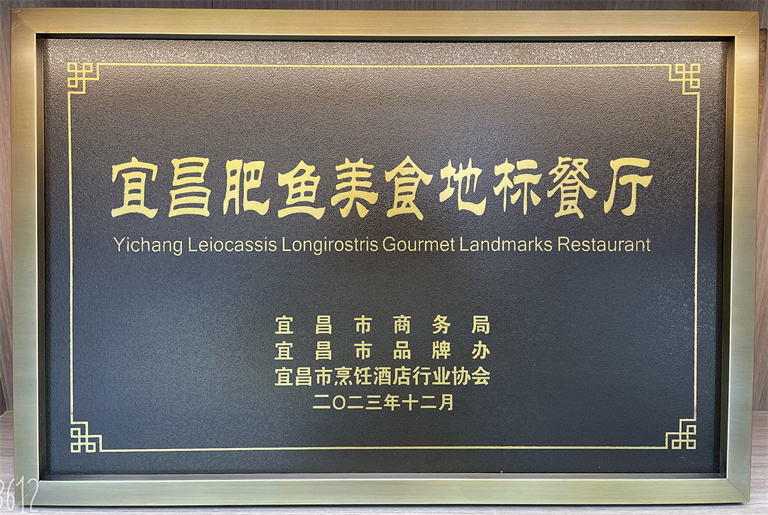 宜昌肥鱼美食地标餐厅
Yichang Leiocassis Longirostris Gourmet Landmarks Restaurant
宜昌市商务局
宜昌市品牌办
宜昌市烹饪酒店行业协会
二〇二三年十二月
3612